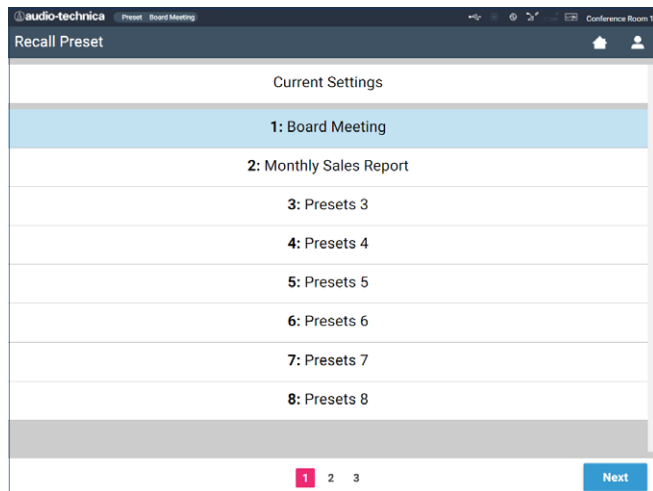 audio-technica Preset Board Meeting Conference Room 1
Recall Preset
Current Settings
1: Board Meeting
2: Monthly Sales Report
3: Presets 3
4: Presets 4
5: Presets 5
6: Presets 6
7: Presets 7
8: Presets 8
1 2 3 Next